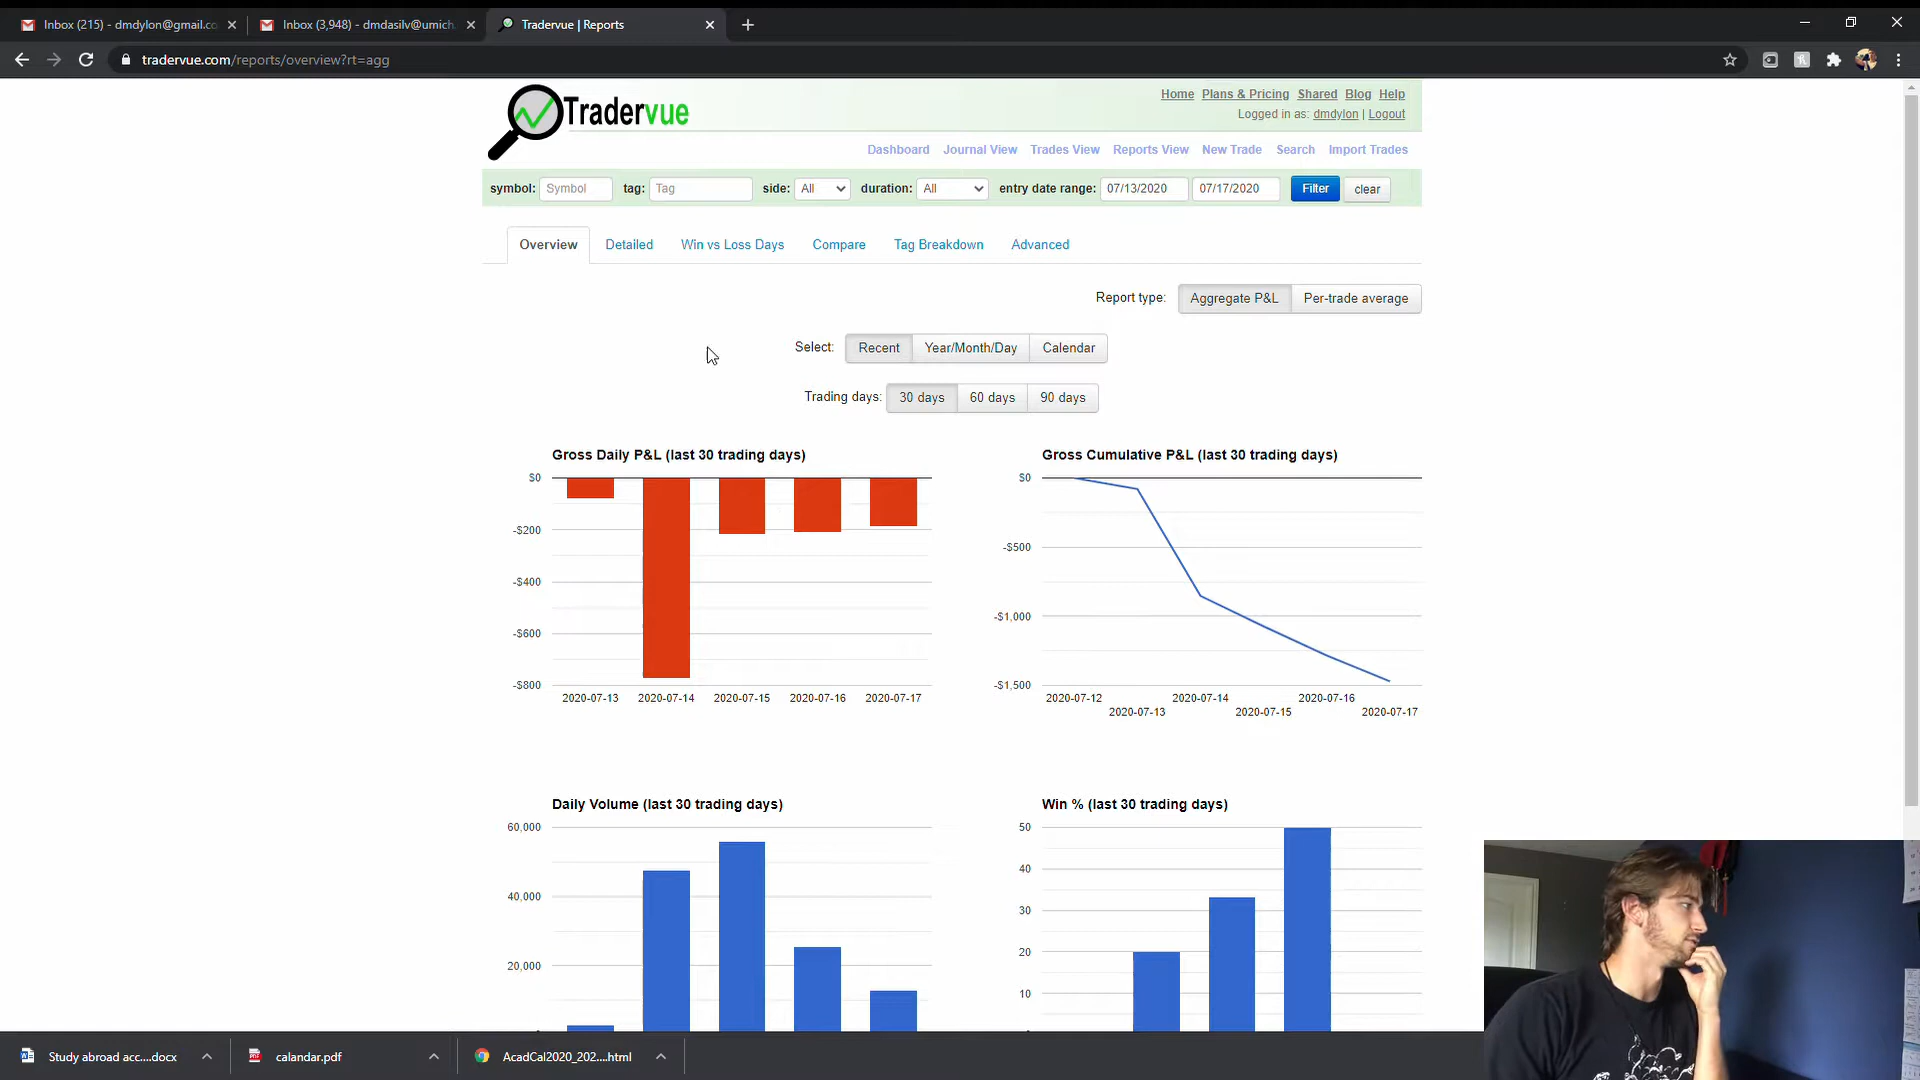 Inbox (215) - dmdylon@gmail.co
Inbox (3,948) - dmdasilv@umich.
Tradervue | Reports
tradervue.com/reports/overview?rt=agg
Tradervue
Home Plans & Pricing Shared Blog Help
Logged in as: dmdylon | Logout
Dashboard Journal View Trades View Reports View New Trade Search Import Trades
symbol: Symbol tag: Tag side: All duration: All entry date range: 07/13/2020 07/17/2020 Filter clear
Overview Detailed Win vs Loss Days Compare Tag Breakdown Advanced
Report type: Aggregate P&L Per-trade average
Select: Recent Year/Month/Day Calendar
Trading days: 30 days 60 days 90 days
Gross Daily P&L (last 30 trading days)
$0
-$200
-$400
-$600
-$800
2020-07-13 2020-07-14 2020-07-15 2020-07-16 2020-07-17
Gross Cumulative P&L (last 30 trading days)
$0
-$500
-$1,000
-$1,500
2020-07-12 2020-07-14 2020-07-16
2020-07-13 2020-07-15 2020-07-17
Daily Volume (last 30 trading days)
60,000
40,000
20,000
Win % (last 30 trading days)
50
40
30
20
10
Study abroad acc....docx
calandar.pdf
AcadCal2020_202....html